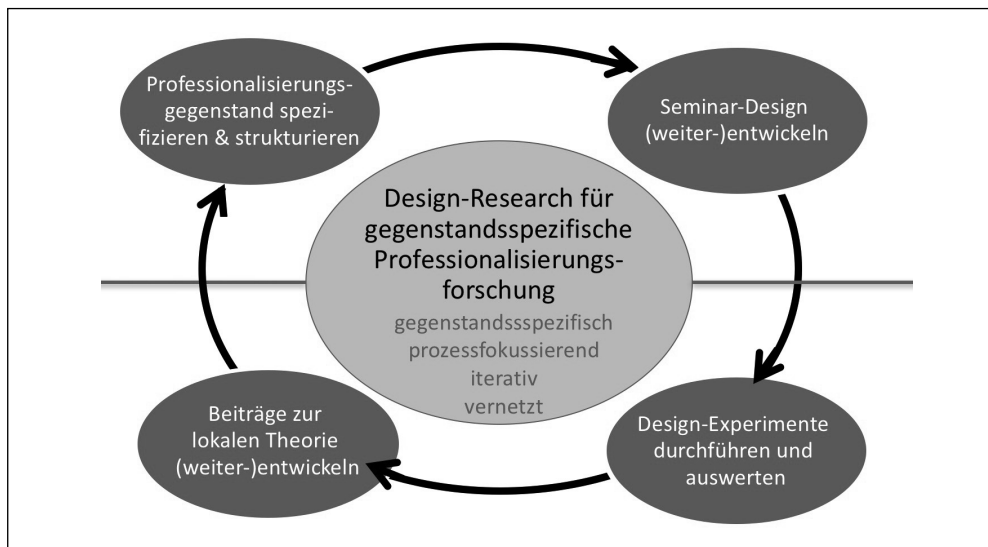 Professionalisierungs-
gegenstand spezi-
fizieren & strukturieren
Seminar-Design
(weiter-)entwickeln
Design-Research für
gegenstandsspezifische
Professionalisierungs-
forschung
gegenstandssspezifisch
prozessfokussierend
iterativ
vernetzt
Beiträge zur
lokalen Theorie
(weiter-)entwickeln
Design-Experimente
durchführen und
auswerten